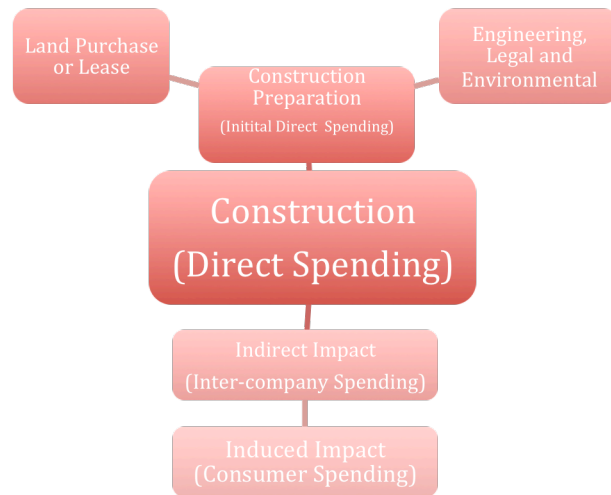 Land Purchase
or Lease
Engineering,
Legal and
Environmental
Construction
Preparation
(Initital Direct Spending)
Construction
(Direct Spending)
Indirect Impact
(Inter-company Spending)
Induced Impact
(Consumer Spending)